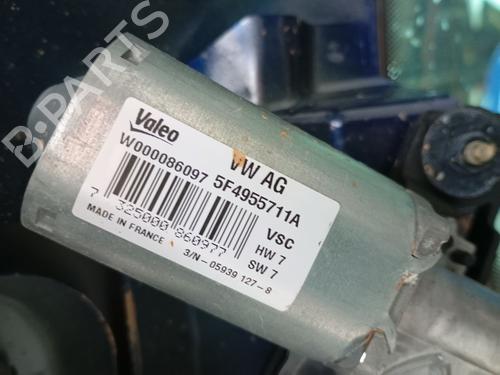 B-PARTS
Valeo
VW AG
W000086097 5F4955711A
VSC
HW 7
SW 7
7 325000 860977
MADE IN FRANCE
3/N - 05939 127-8